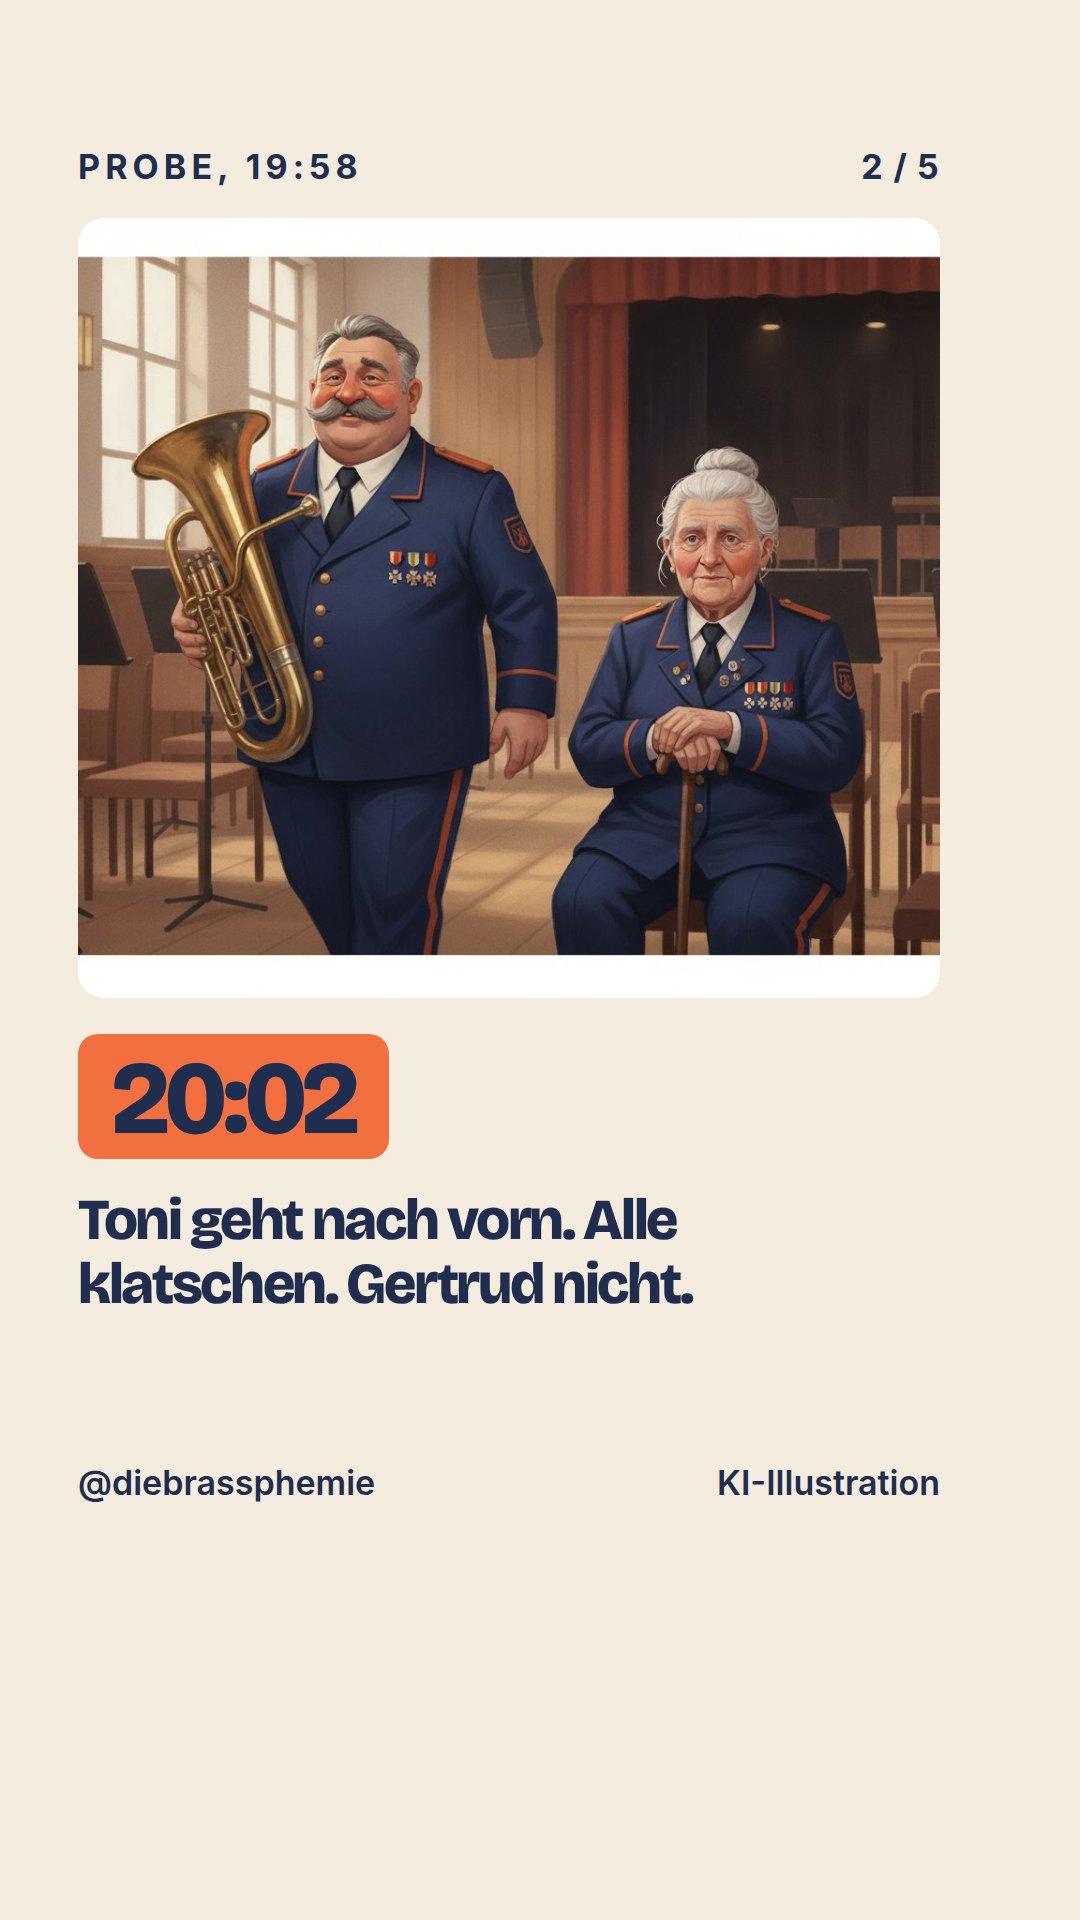 PROBE, 19:58
2 / 5
20:02
Toni geht nach vorn. Alle
klatschen. Gertrud nicht.
@diebrassphemie
KI-Illustration